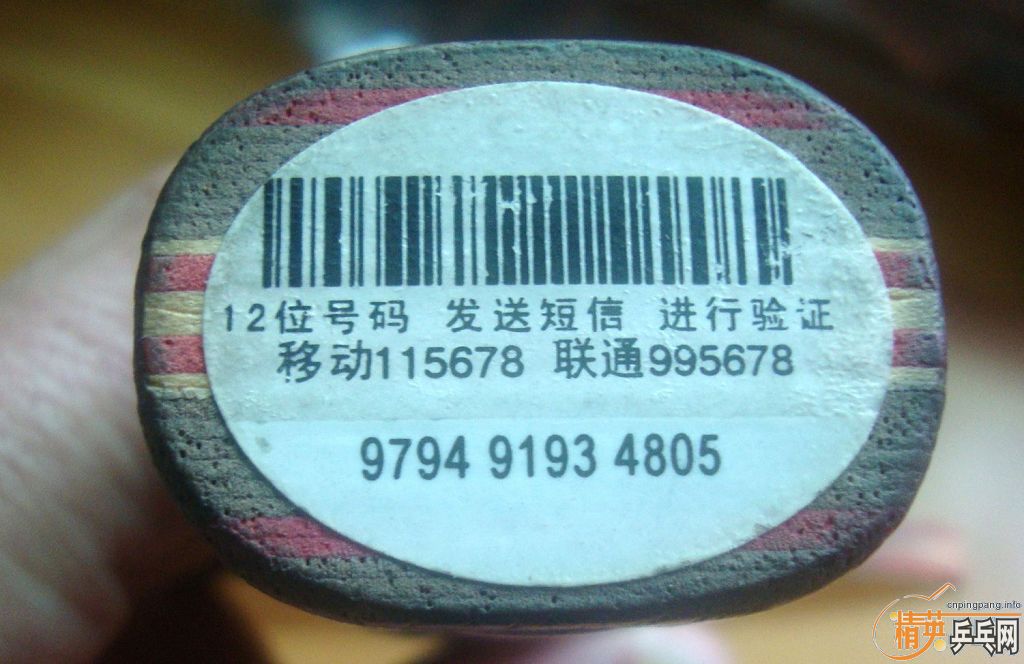 12位号码 发送短信 进行验证
移动115678 联通995678
9794 9193 4805
cnpingpang.info
精英乒乓网